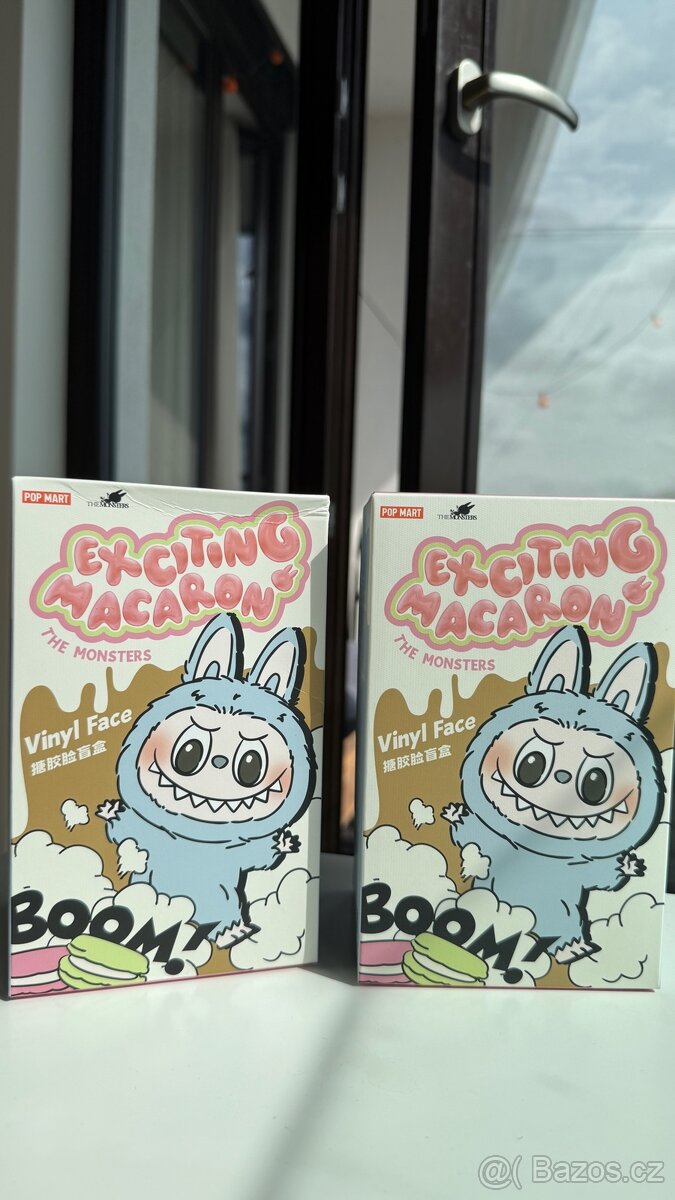 POP MART
THE MONSTERS
EXCITING
MACARON
THE MONSTERS
Vinyl Face
搪胶脸盲盒
BOOM!
POP MART
THE MONSTERS
EXCITING
MACARON
THE MONSTERS
Vinyl Face
搪胶脸盲盒
BOOM!
@( Bazos.cz